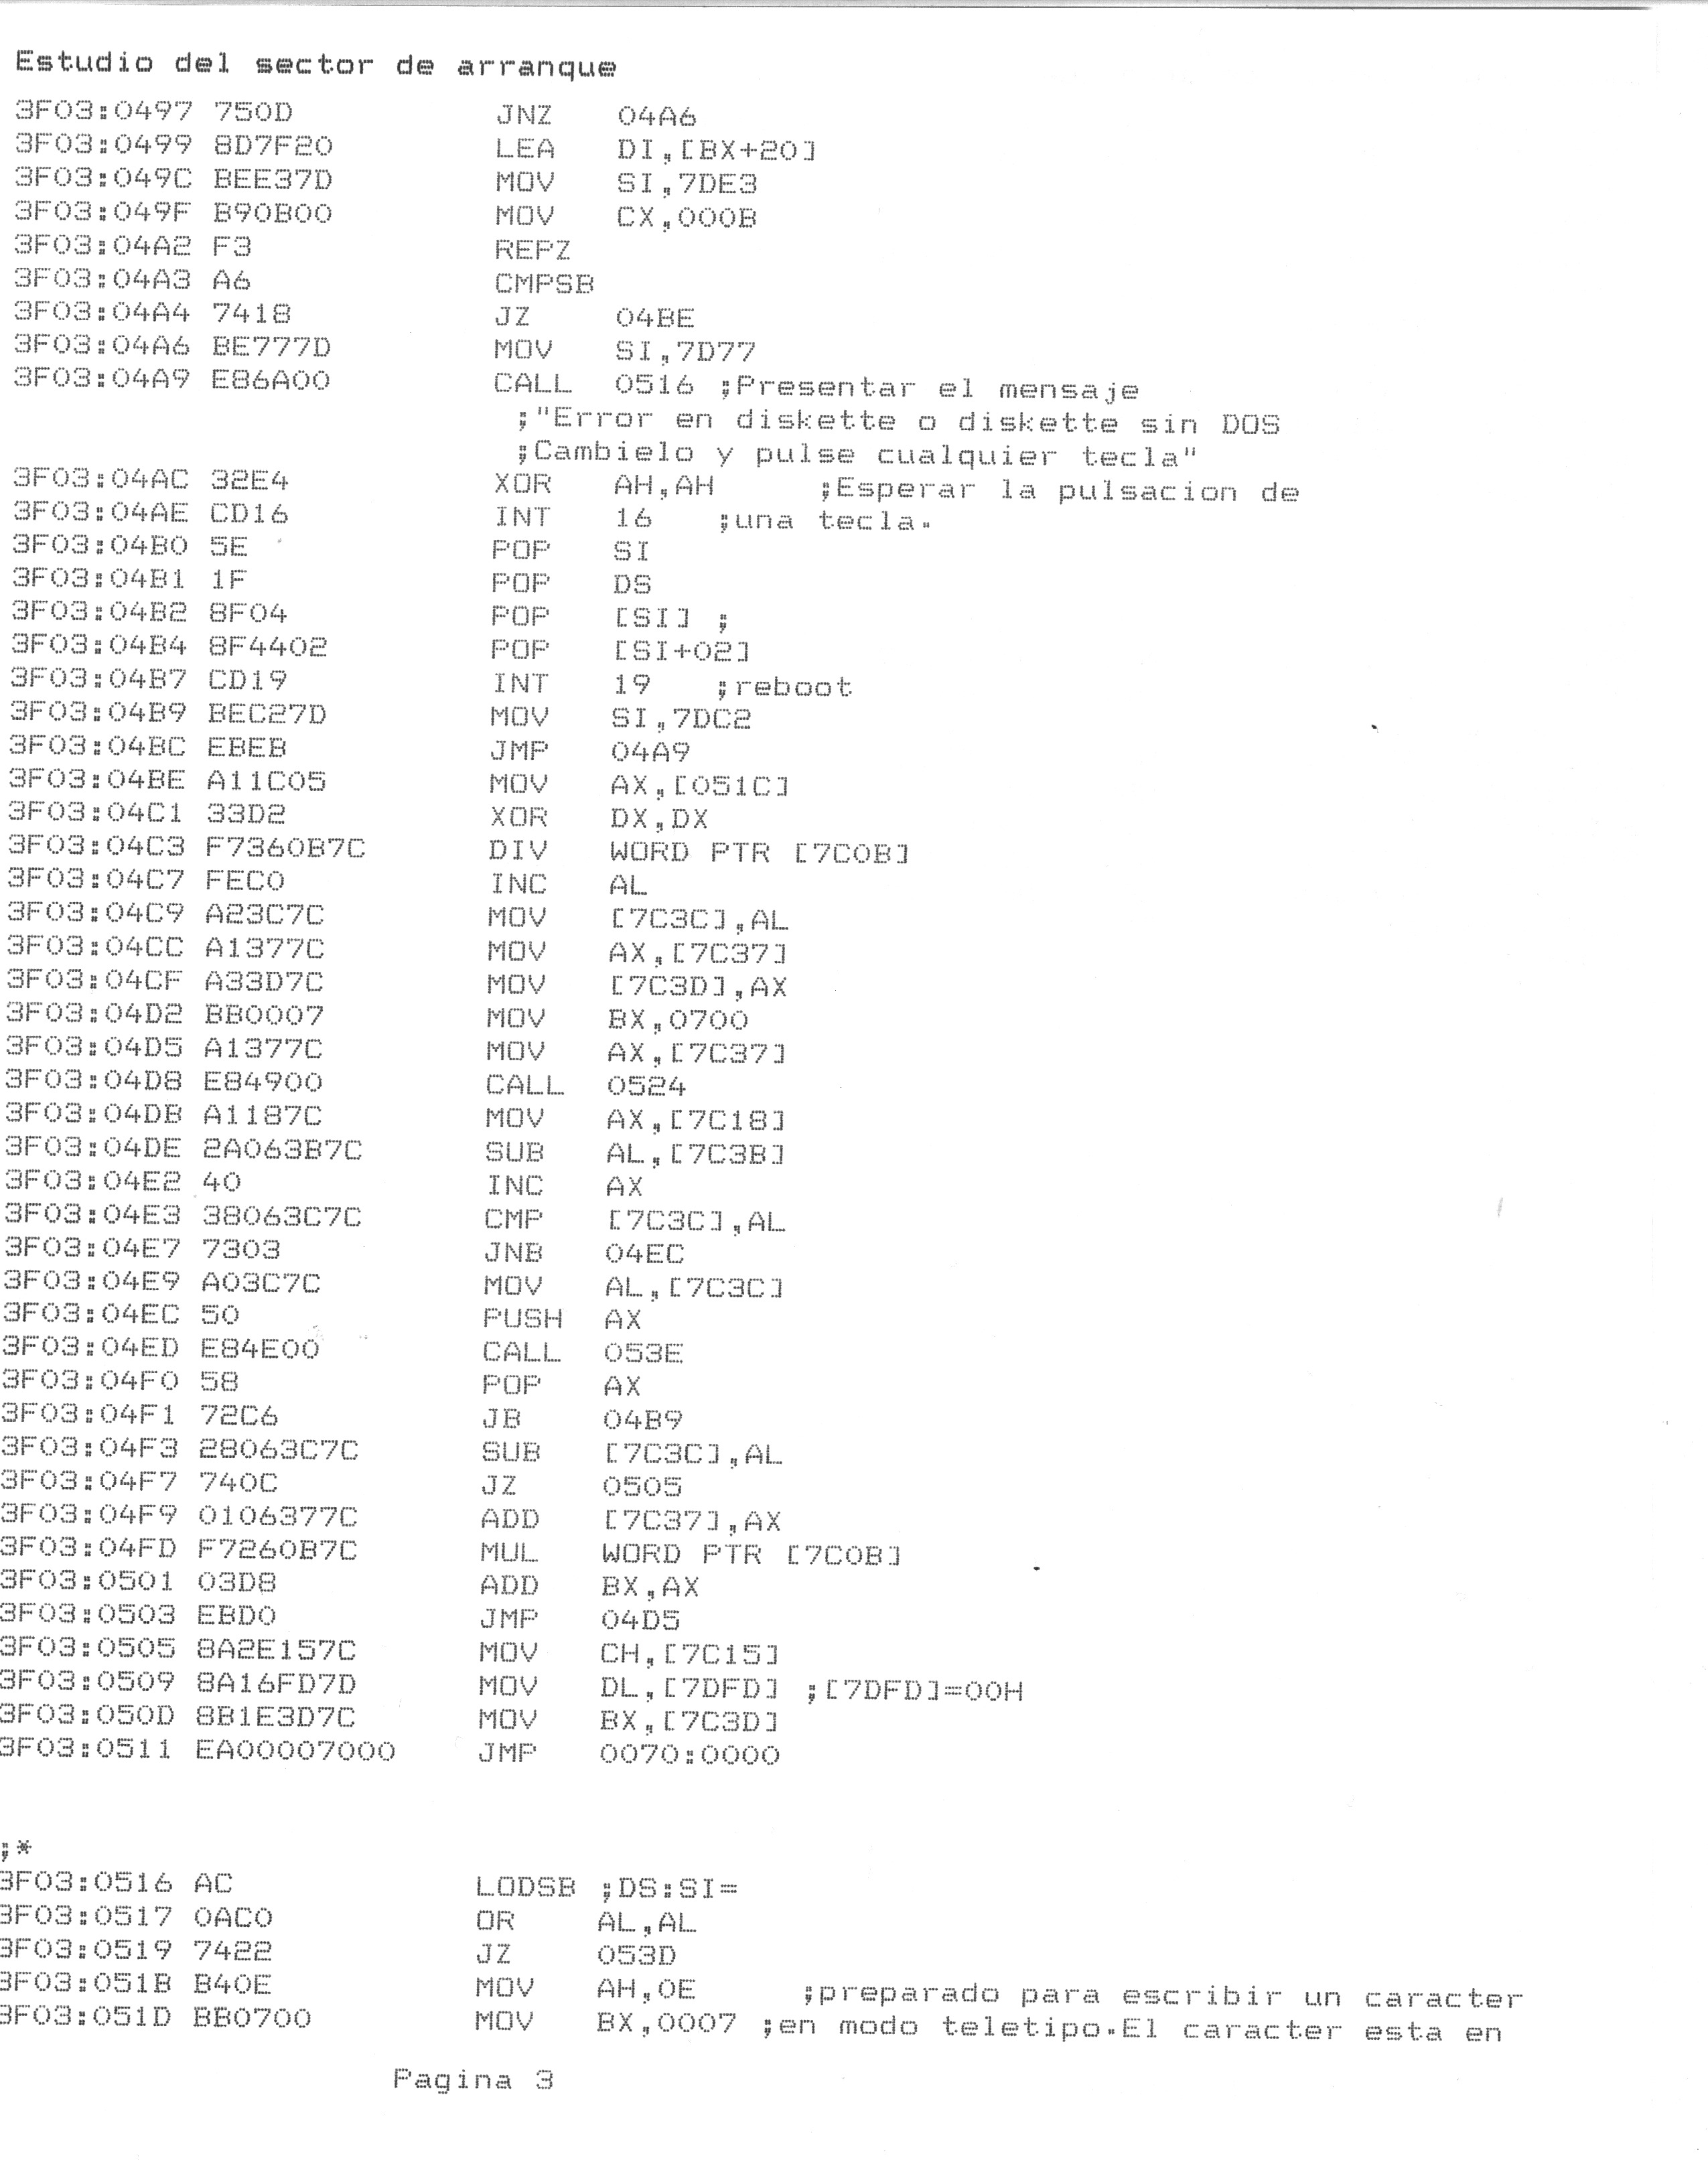 Estudio del sector de arranque
3F03:0497 750D JNZ 04A6
3F03:0499 8D7F20 LEA DI,[BX+20]
3F03:049C BEE37D MOV SI,7DE3
3F03:049F B90B00 MOV CX,000B
3F03:04A2 F3 REPZ
3F03:04A3 A6 CMPSB
3F03:04A4 7418 JZ 04BE
3F03:04A6 BE777D MOV SI,7D77
3F03:04A9 E86A00 CALL 0516 ;Presentar el mensaje
;"Error en diskette o diskette sin DOS
;Cambielo y pulse cualquier tecla"
3F03:04AC 32E4 XOR AH,AH ;Esperar la pulsacion de
3F03:04AE CD16 INT 16 ;una tecla.
3F03:04B0 5E POP SI
3F03:04B1 1F POP DS
3F03:04B2 8F04 POP [SI] ;
3F03:04B4 8F4402 POP [SI+02]
3F03:04B7 CD19 INT 19 ;reboot
3F03:04B9 BEC27D MOV SI,7DC2
3F03:04BC EBEB JMP 04A9
3F03:04BE A11C05 MOV AX,[051C]
3F03:04C1 33D2 XOR DX,DX
3F03:04C3 F7360B7C DIV WORD PTR [7C0B]
3F03:04C7 FEC0 INC AL
3F03:04C9 A23C7C MOV [7C3C],AL
3F03:04CC A1377C MOV AX,[7C37]
3F03:04CF A33D7C MOV [7C3D],AX
3F03:04D2 BB0007 MOV BX,0700
3F03:04D5 A1377C MOV AX,[7C37]
3F03:04D8 E84900 CALL 0524
3F03:04DB A1187C MOV AX,[7C18]
3F03:04DE 2A063B7C SUB AL,[7C3B]
3F03:04E2 40 INC AX
3F03:04E3 38063C7C CMP [7C3C],AL
3F03:04E7 7303 JNB 04EC
3F03:04E9 A03C7C MOV AL,[7C3C]
3F03:04EC 50 PUSH AX
3F03:04ED E84E00 CALL 053E
3F03:04F0 58 POP AX
3F03:04F1 72C6 JB 04B9
3F03:04F3 28063C7C SUB [7C3C],AL
3F03:04F7 740C JZ 0505
3F03:04F9 0106377C ADD [7C37],AX
3F03:04FD F7260B7C MUL WORD PTR [7C0B]
3F03:0501 03D8 ADD BX,AX
3F03:0503 EBD0 JMP 04D5
3F03:0505 8A2E157C MOV CH,[7C15]
3F03:0509 8A16FD7D MOV DL,[7DFD] ;[7DFD]=00H
3F03:050D 8B1E3D7C MOV BX,[7C3D]
3F03:0511 EA00007000 JMP 0070:0000
;*
3F03:0516 AC LODSB ;DS:SI=
3F03:0517 0AC0 OR AL,AL
3F03:0519 7422 JZ 053D
3F03:051B B40E MOV AH,0E ;preparado para escribir un caracter
3F03:051D BB0700 MOV BX,0007 ;en modo teletipo.El caracter esta en
Pagina 3